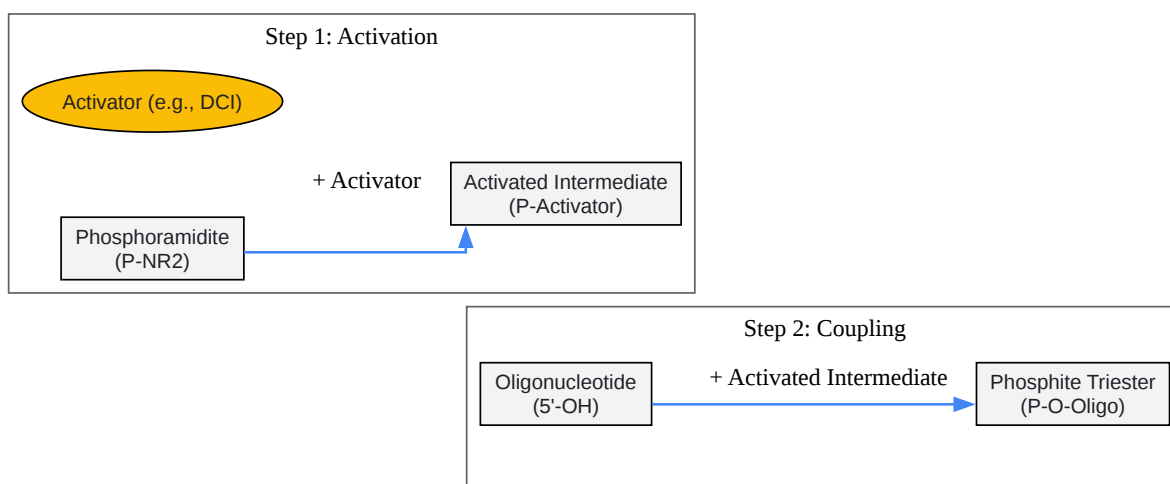 Step 1: Activation
Activator (e.g., DCI)
+ Activator
Activated Intermediate
(P-Activator)
Phosphoramidite
(P-NR2)
Step 2: Coupling
Oligonucleotide
(5'-OH)
+ Activated Intermediate
Phosphite Triester
(P-O-Oligo)